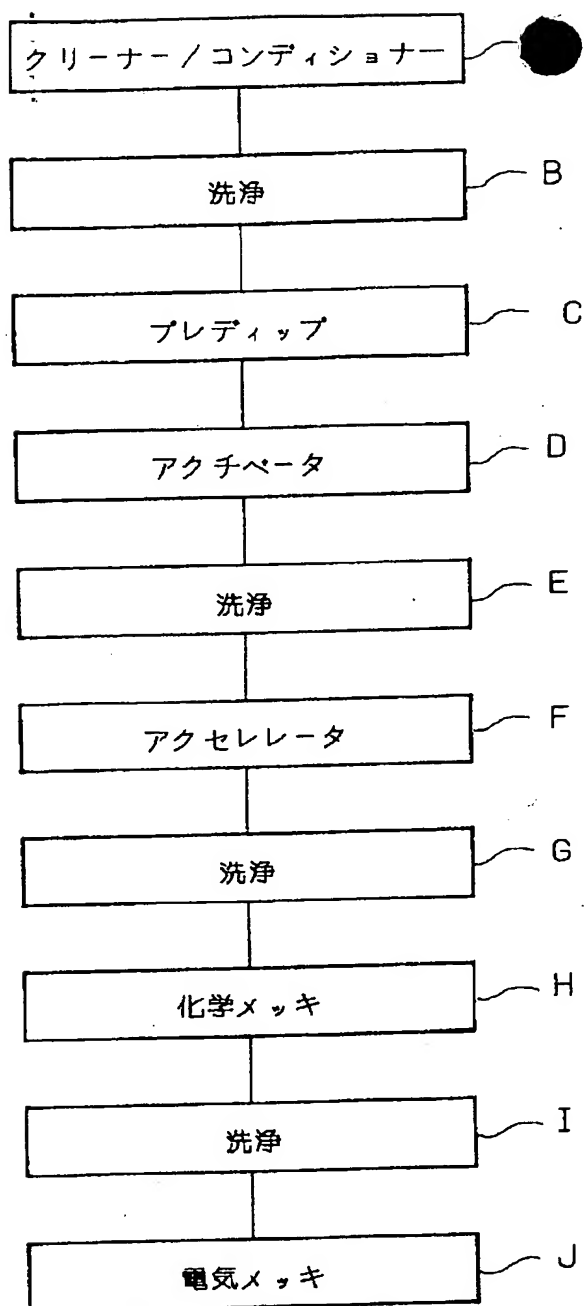 クリーナー/コンディショナー
洗浄 B
プレディップ C
アクチベータ D
洗浄 E
アクセレレータ F
洗浄 G
化学メッキ H
洗浄 I
電気メッキ J